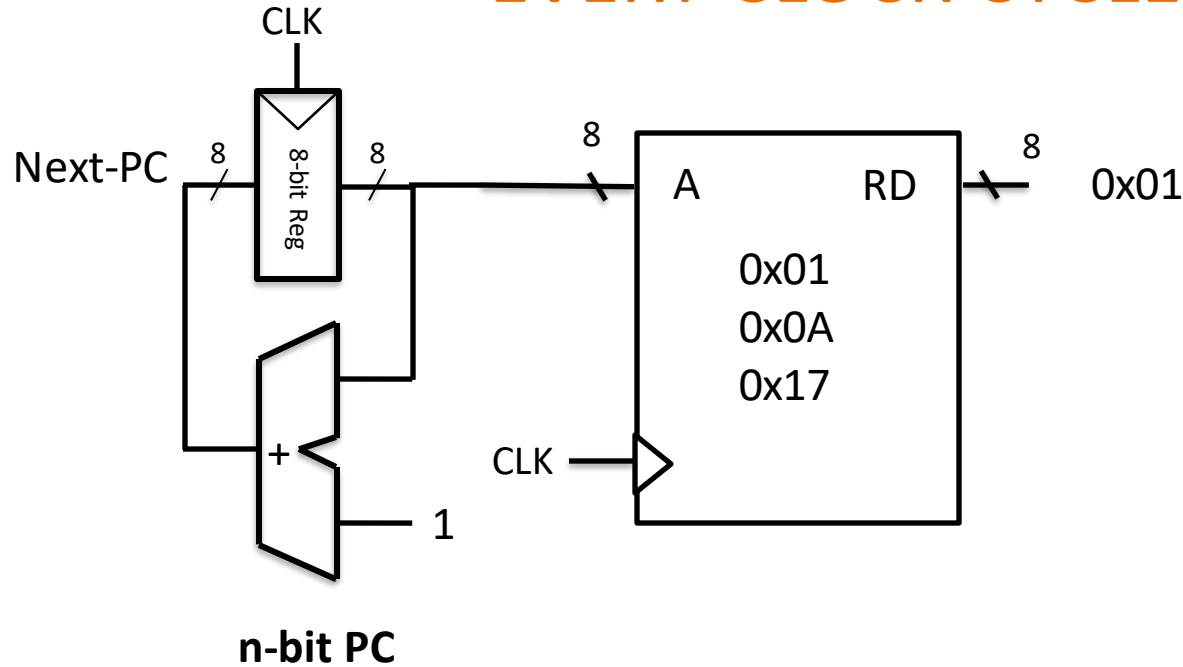 CLK
Next-PC
8
8
8
8
8-bit Reg
A
RD
0x01
0x01
0x0A
0x17
+
CLK
1
n-bit PC